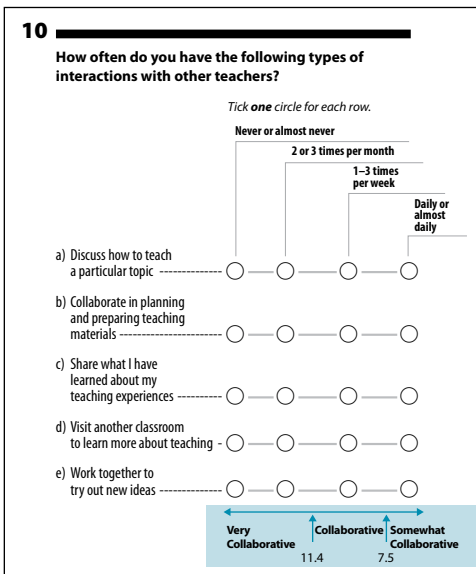 10
How often do you have the following types of
interactions with other teachers?
Tick one circle for each row.
Never or almost never
2 or 3 times per month
1–3 times
per week
Daily or
almost
daily
a) Discuss how to teach
a particular topic -------------
b) Collaborate in planning
and preparing teaching
materials ---------------------
c) Share what I have
learned about my
teaching experiences ----------
d) Visit another classroom
to learn more about teaching -
e) Work together to
try out new ideas -------------
Very
Collaborative
Collaborative
Somewhat
Collaborative
11.4
7.5